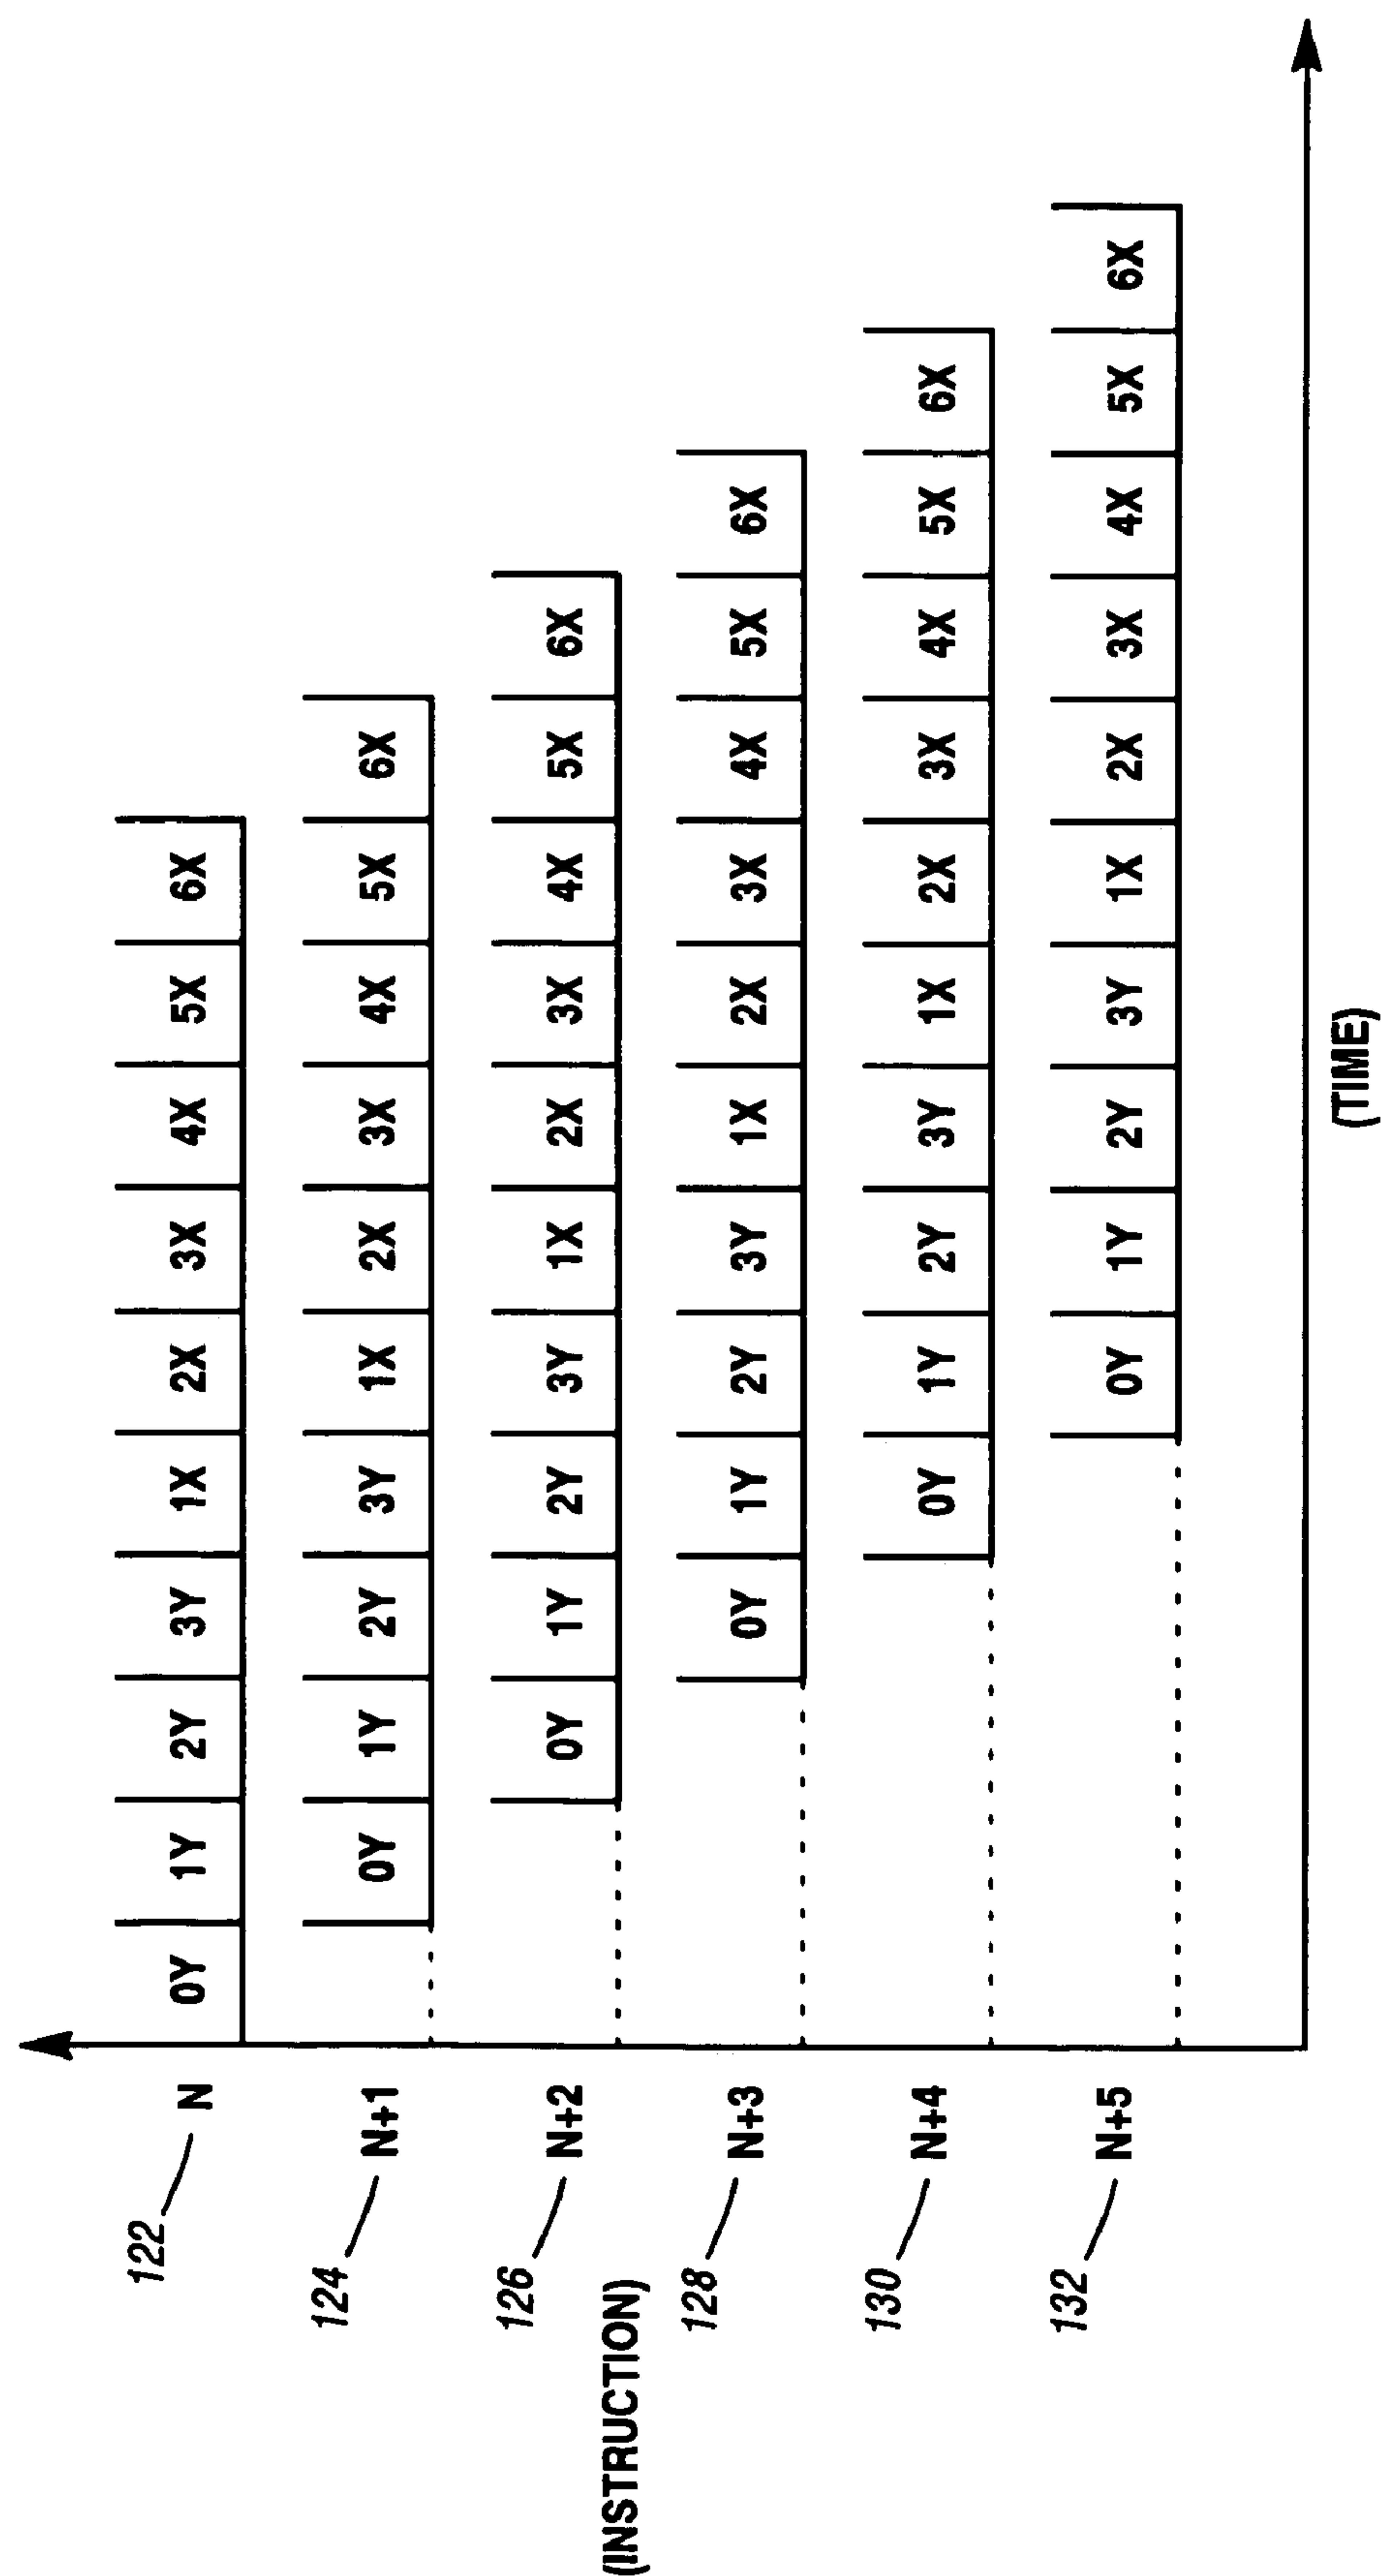 122 N 0Y 1Y 2Y 3Y 1X 2X 3X 4X 5X 6X
124 N+1 0Y 1Y 2Y 3Y 1X 2X 3X 4X 5X 6X
126 N+2 0Y 1Y 2Y 3Y 1X 2X 3X 4X 5X 6X
(INSTRUCTION)
128 N+3 0Y 1Y 2Y 3Y 1X 2X 3X 4X 5X 6X
130 N+4 0Y 1Y 2Y 3Y 1X 2X 3X 4X 5X 6X
132 N+5 0Y 1Y 2Y 3Y 1X 2X 3X 4X 5X 6X
(TIME)